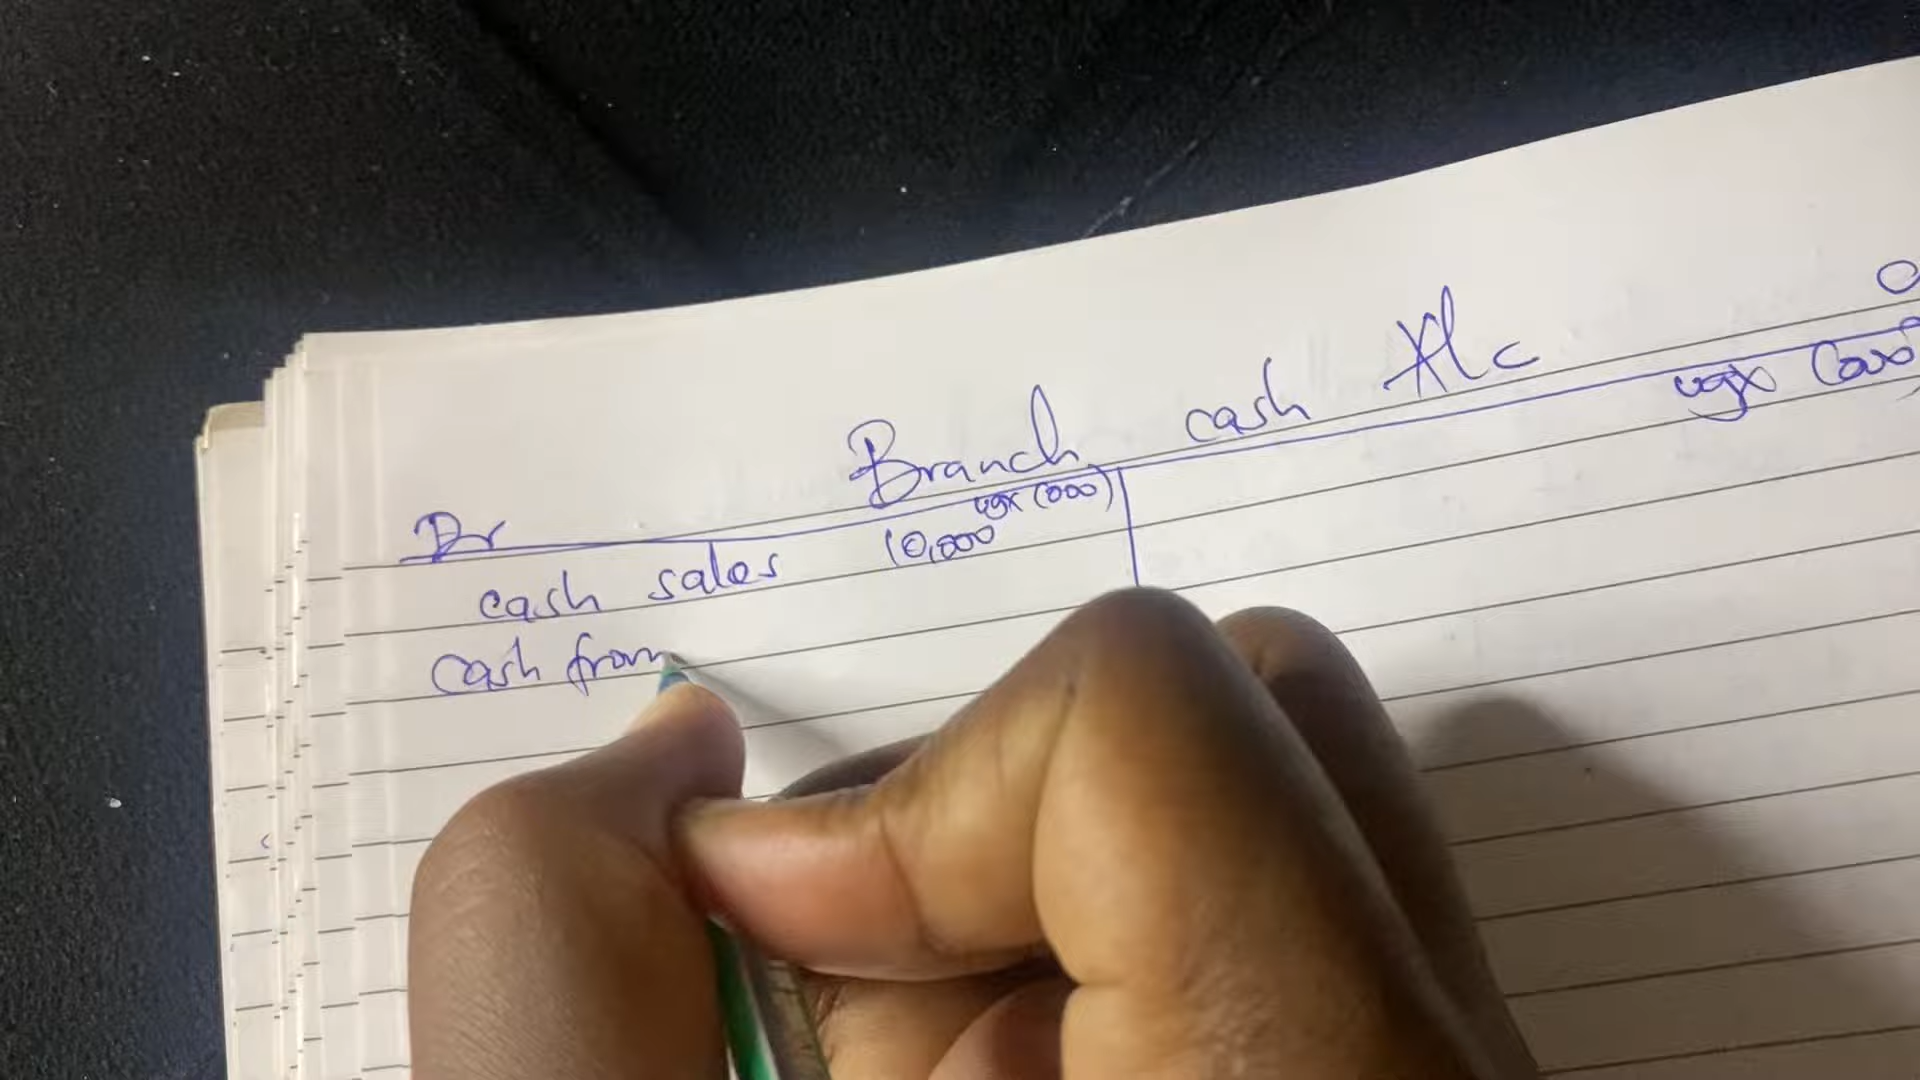 Branch cash A/c
Dr
ugx (000)
ugx (000)
cash sales 10,000
cash from